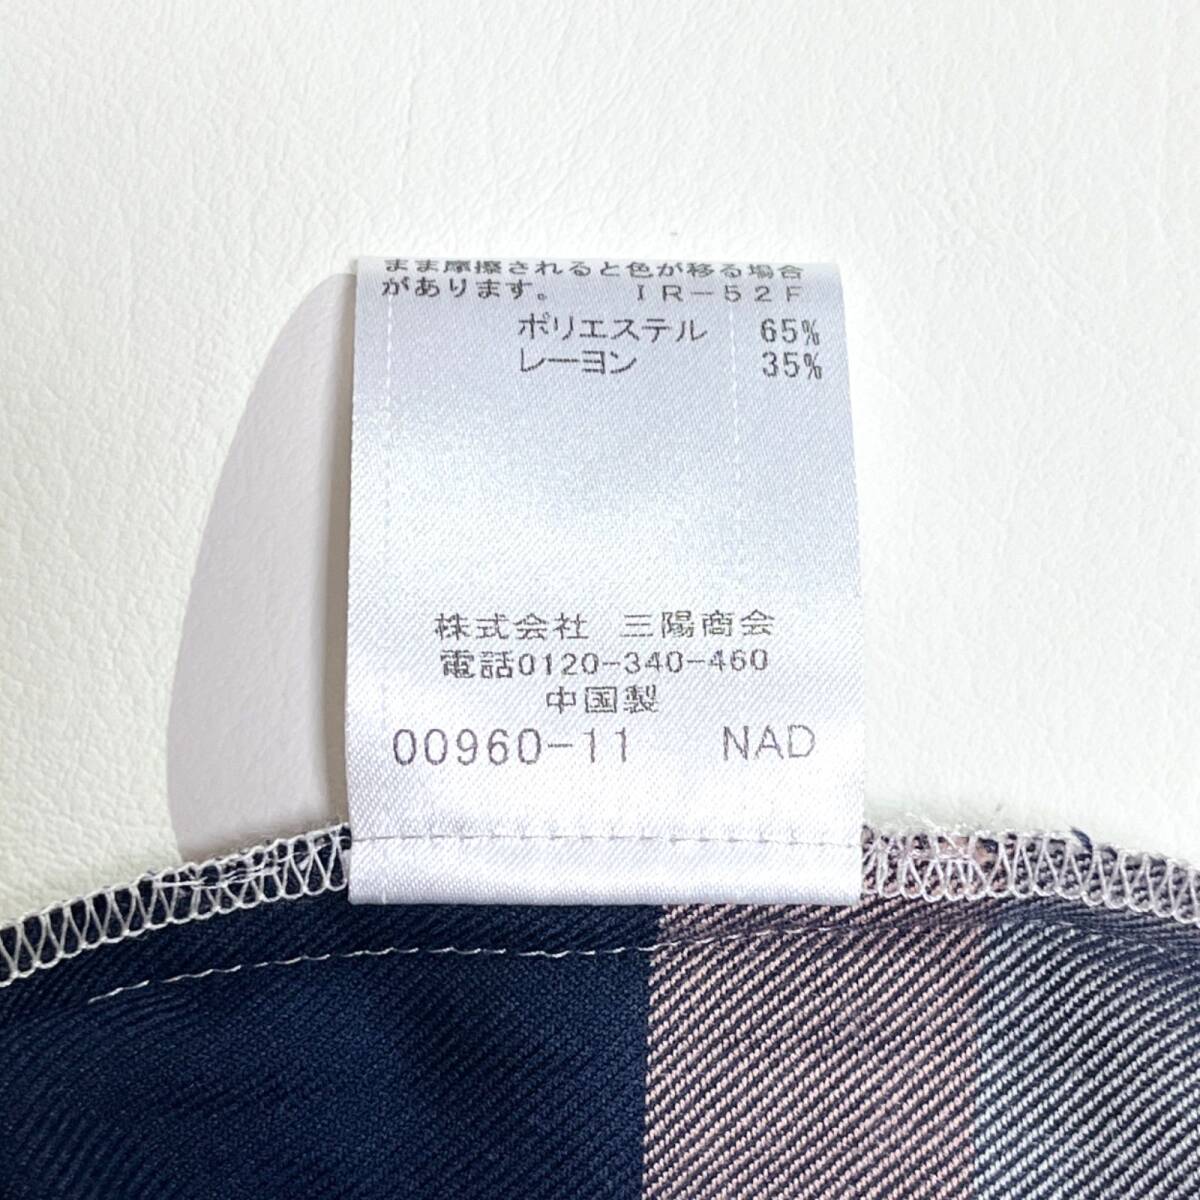 まま摩擦されると色が移る場合
があります。 IR-52F
ポリエステル 65%
レーヨン 35%
株式会社 三陽商会
電話0120-340-460
中国製
00960-11 NAD